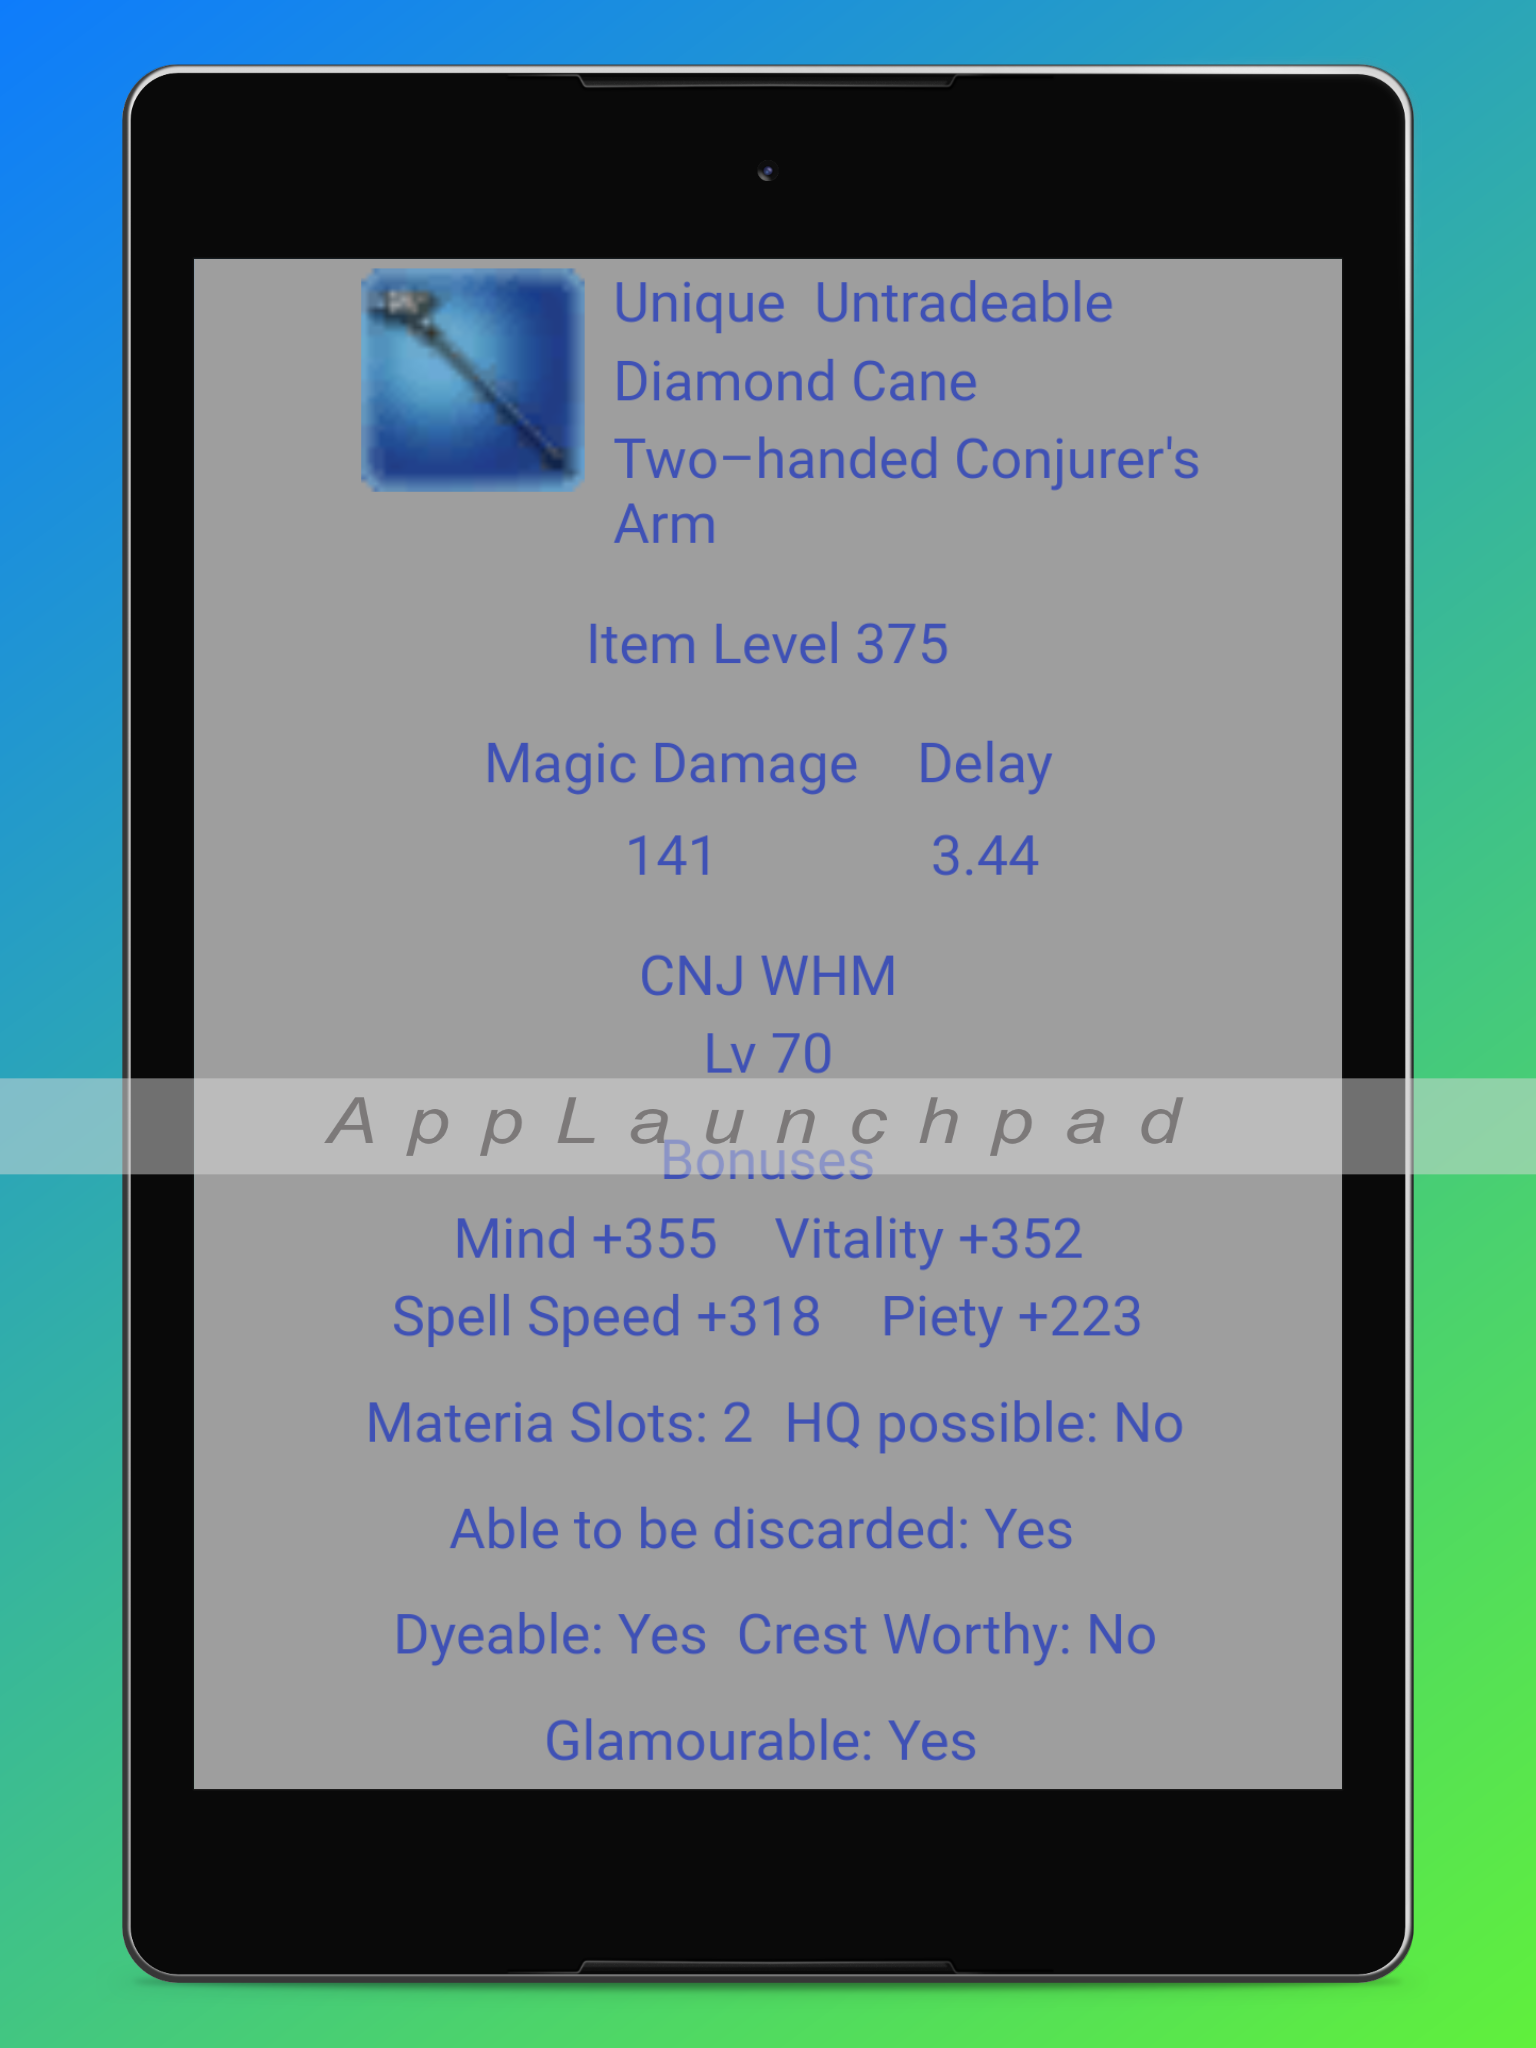 Unique Untradeable
Diamond Cane
Two–handed Conjurer's
Arm
Item Level 375
Magic Damage Delay
141 3.44
CNJ WHM
Lv 70
AppLaunchpad
Bonuses
Mind +355 Vitality +352
Spell Speed +318 Piety +223
Materia Slots: 2 HQ possible: No
Able to be discarded: Yes
Dyeable: Yes Crest Worthy: No
Glamourable: Yes